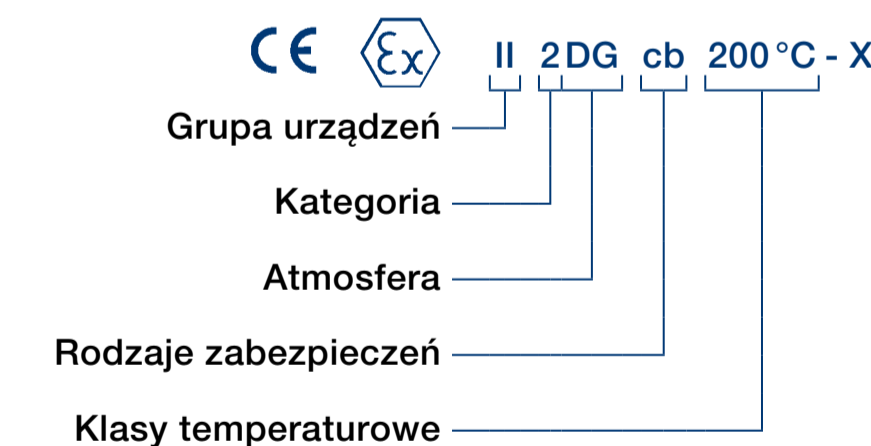 CE Ex II 2DG cb 200 °C - X
Grupa urządzeń
Kategoria
Atmosfera
Rodzaje zabezpieczeń
Klasy temperaturowe